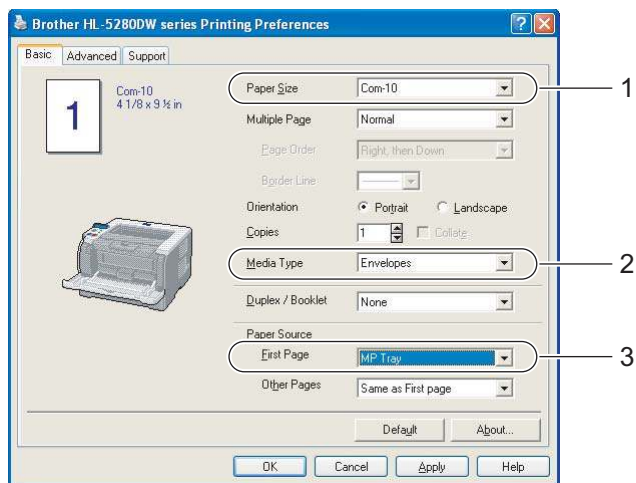 Brother HL-5280DW series Printing Preferences
Basic Advanced Support
1
Com-10
4 1/8 x 9 ½ in
Paper Size Com-10 1
Multiple Page Normal
Page Order Right, then Down
Border Line
Orientation Portrait Landscape
Copies 1 Collate
Media Type Envelopes 2
Duplex / Booklet None
Paper Source
First Page MP Tray 3
Other Pages Same as First page
Default About...
OK Cancel Apply Help